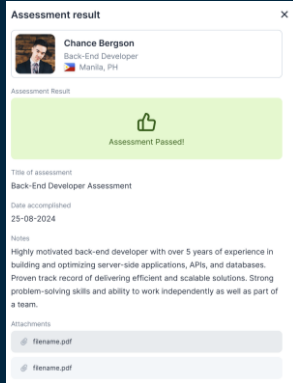 Assessment result
Chance Bergson
Back-End Developer
Manila, PH
Assessment Result
Assessment Passed!
Title of assessment
Back-End Developer Assessment
Date accomplished
25-08-2024
Notes
Highly motivated back-end developer with over 5 years of experience in
building and optimizing server-side applications, APIs, and databases.
Proven track record of delivering efficient and scalable solutions. Strong
problem-solving skills and ability to work independently as well as part of
a team.
Attachments
filename.pdf
filename.pdf